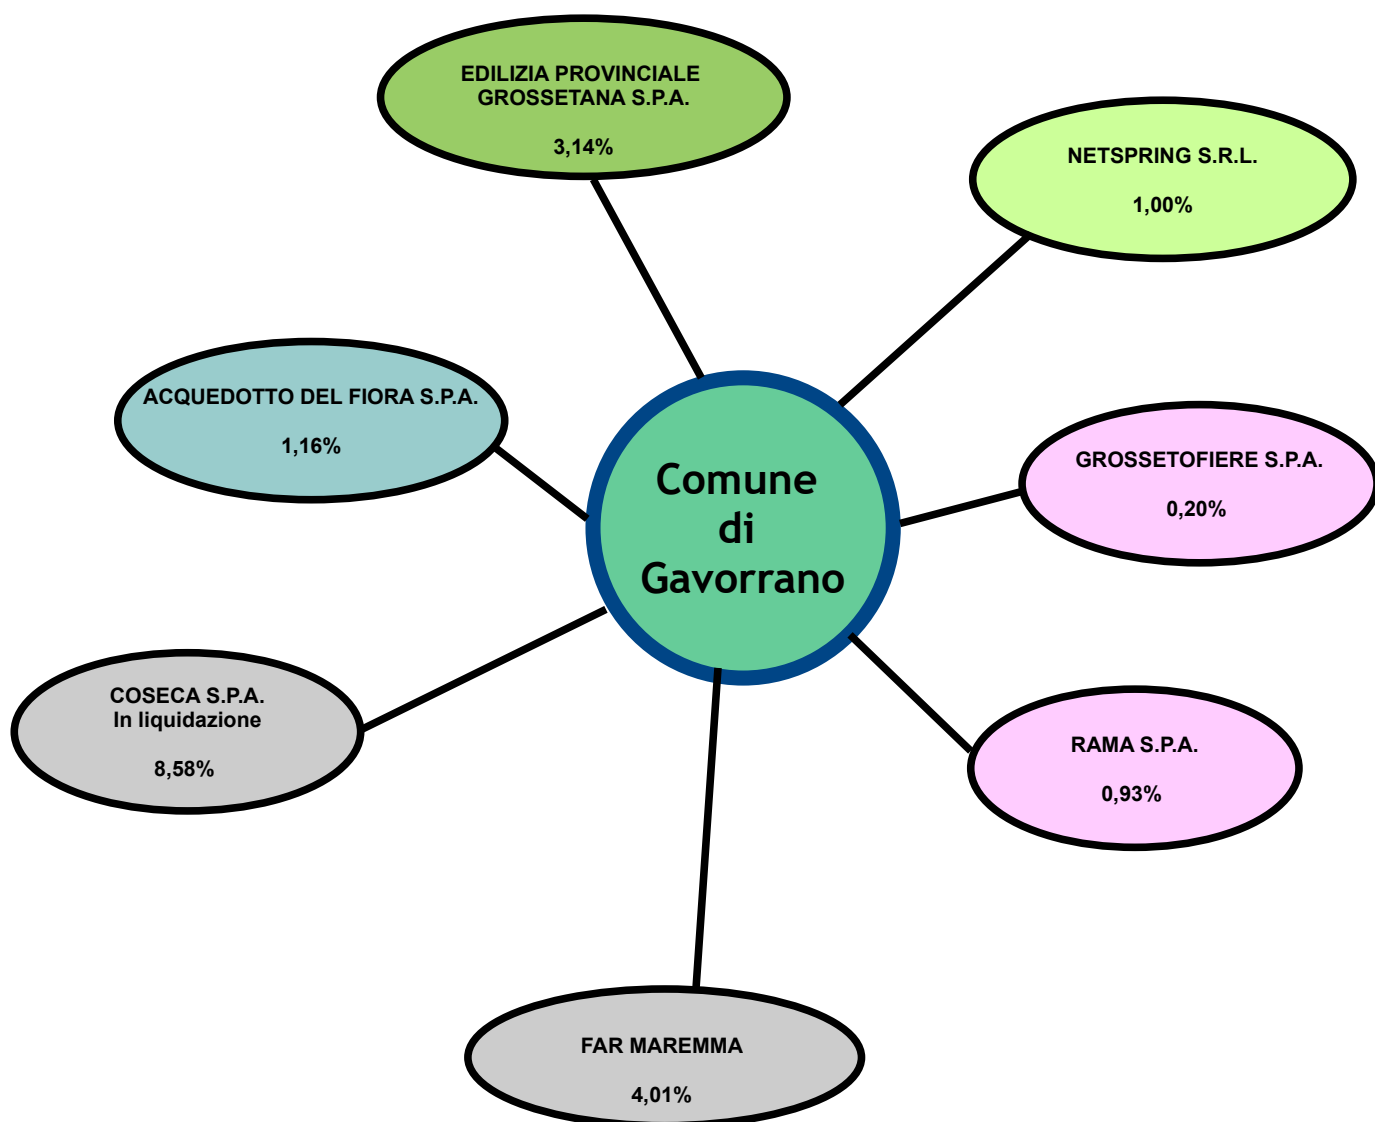 EDILIZIA PROVINCIALE
GROSSETANA S.P.A.
3,14%
NETSPRING S.R.L.
1,00%
ACQUEDOTTO DEL FIORA S.P.A.
1,16%
Comune
di
Gavorrano
GROSSETOFIERE S.P.A.
0,20%
COSECA S.P.A.
In liquidazione
8,58%
RAMA S.P.A.
0,93%
FAR MAREMMA
4,01%